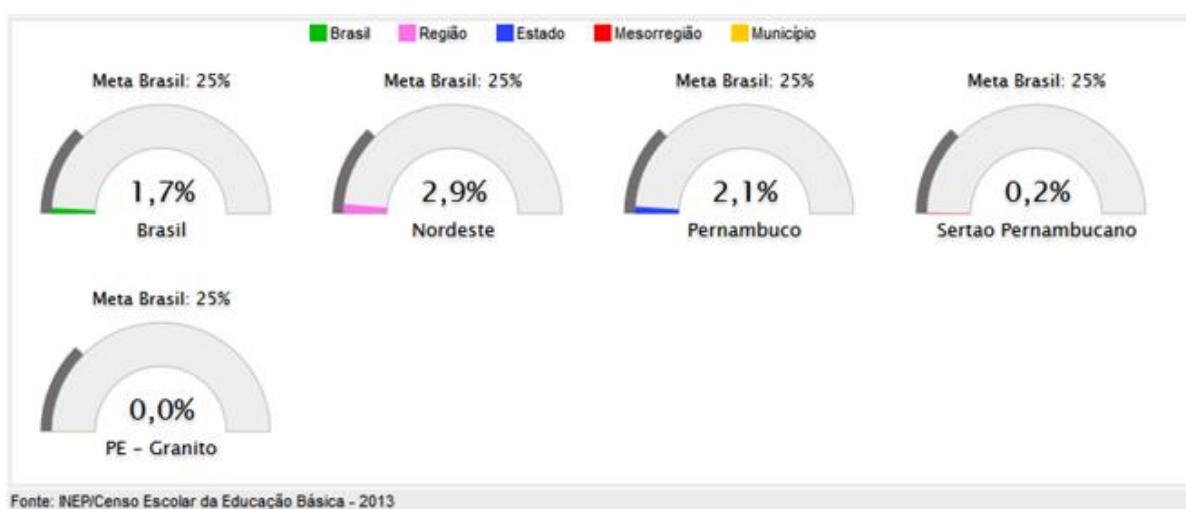 Brasil Região Estado Mesorregião Município
Meta Brasil: 25% Meta Brasil: 25% Meta Brasil: 25% Meta Brasil: 25%
1,7% 2,9% 2,1% 0,2%
Brasil Nordeste Pernambuco Sertao Pernambucano
Meta Brasil: 25%
0,0%
PE – Granito
Fonte: INEP/Censo Escolar da Educação Básica - 2013